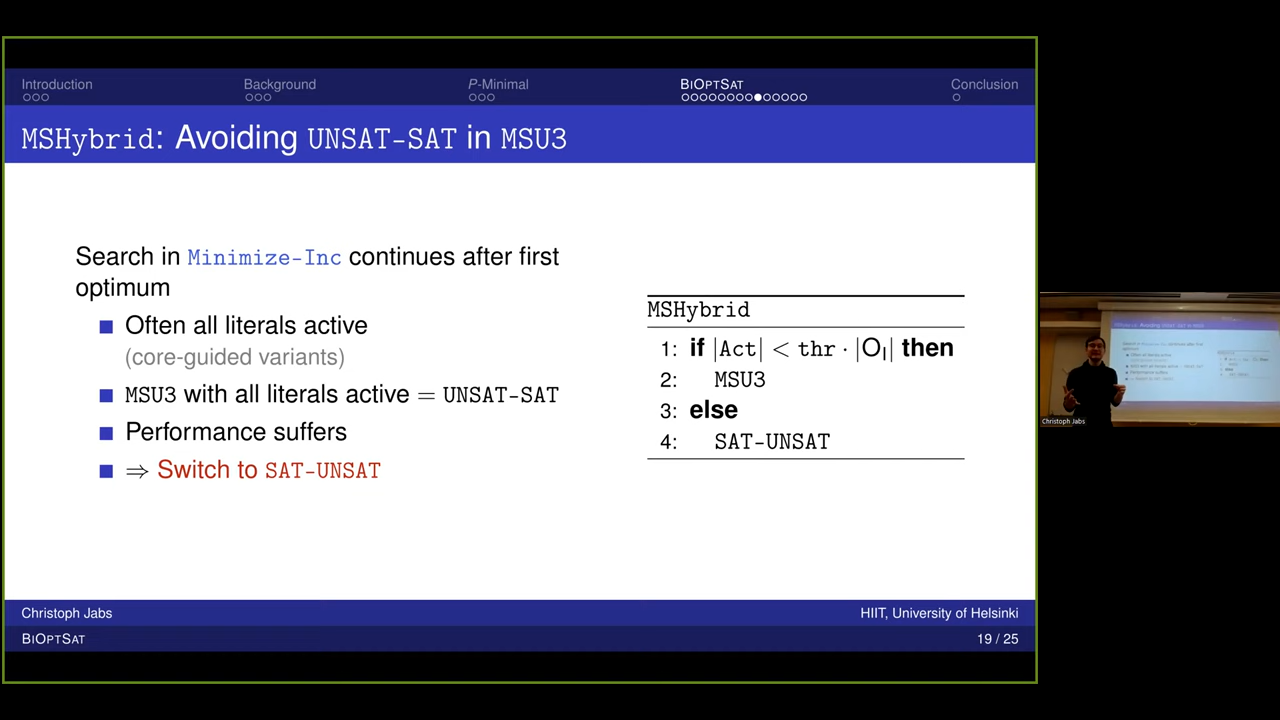 Introduction Background P-Minimal BIOPTSAT Conclusion
MSHybrid: Avoiding UNSAT-SAT in MSU3
Search in Minimize-Inc continues after first
optimum
Often all literals active
(core-guided variants)
MSU3 with all literals active = UNSAT-SAT
Performance suffers
⇒ Switch to SAT-UNSAT
MSHybrid
1: if |Act| < thr · |O_I| then
2: MSU3
3: else
4: SAT-UNSAT
Christoph Jabs
Christoph Jabs HIIT, University of Helsinki
BIOPTSAT 19 / 25